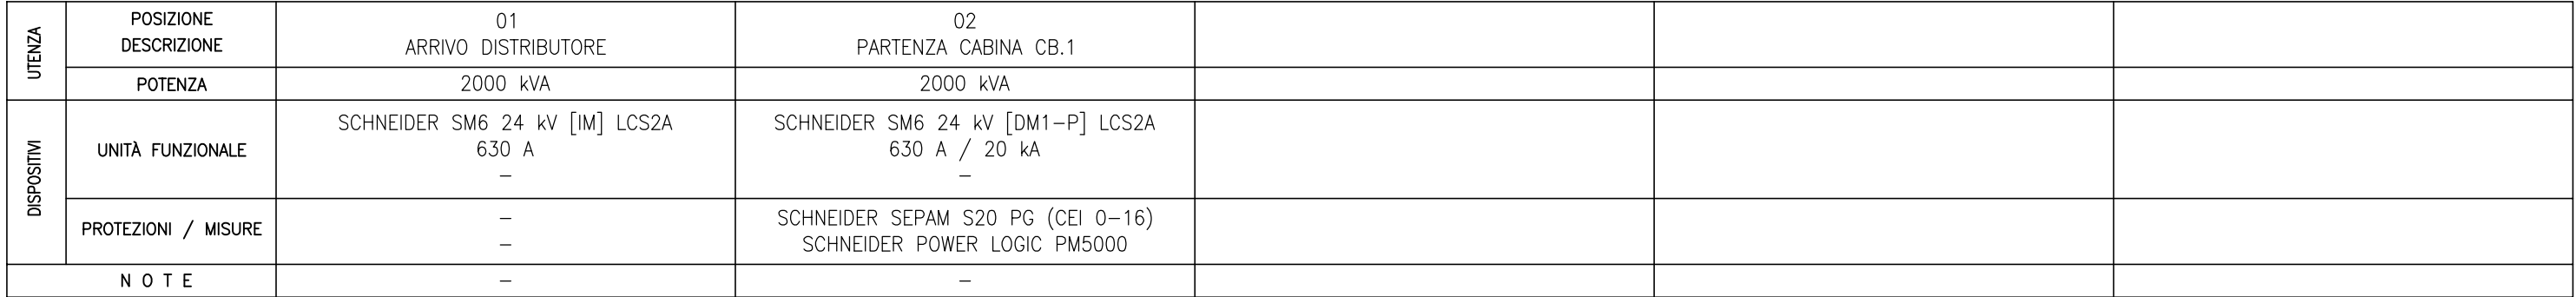 UTENZA
POSIZIONE
DESCRIZIONE
01
ARRIVO DISTRIBUTORE
02
PARTENZA CABINA CB.1
POTENZA
2000 kVA
2000 kVA
DISPOSITIVI
UNITÀ FUNZIONALE
SCHNEIDER SM6 24 kV [IM] LCS2A
630 A
–
SCHNEIDER SM6 24 kV [DM1-P] LCS2A
630 A / 20 kA
–
PROTEZIONI / MISURE
–
–
SCHNEIDER SEPAM S20 PG (CEI 0-16)
SCHNEIDER POWER LOGIC PM5000
N O T E
–
–